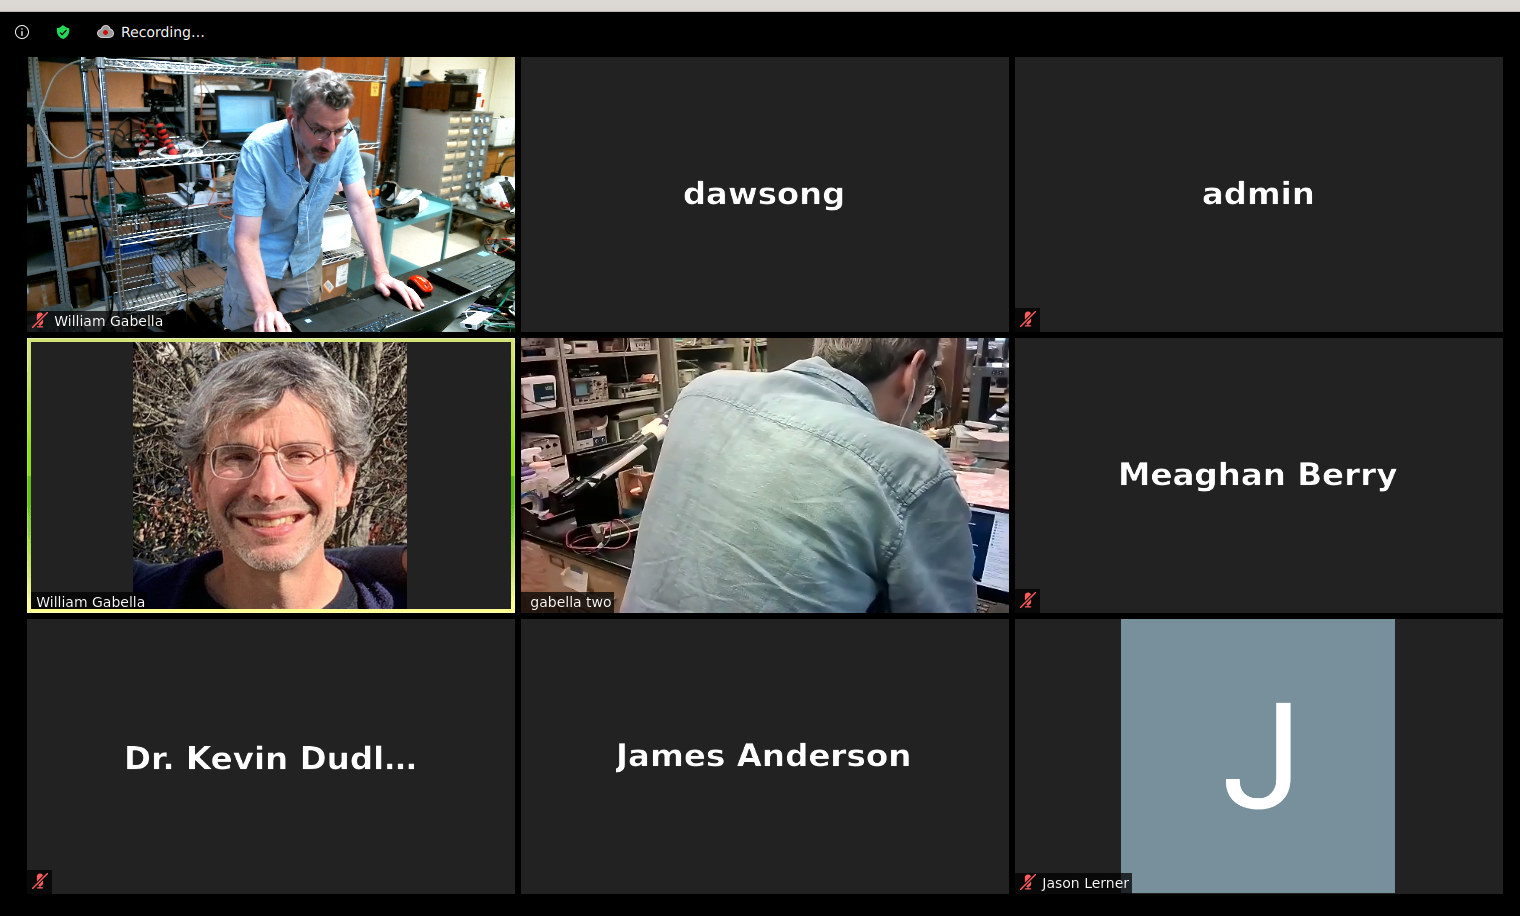 Recording...
William Gabella
dawsong
admin
William Gabella
gabella two
Meaghan Berry
Dr. Kevin Dudl...
James Anderson
J
Jason Lerner